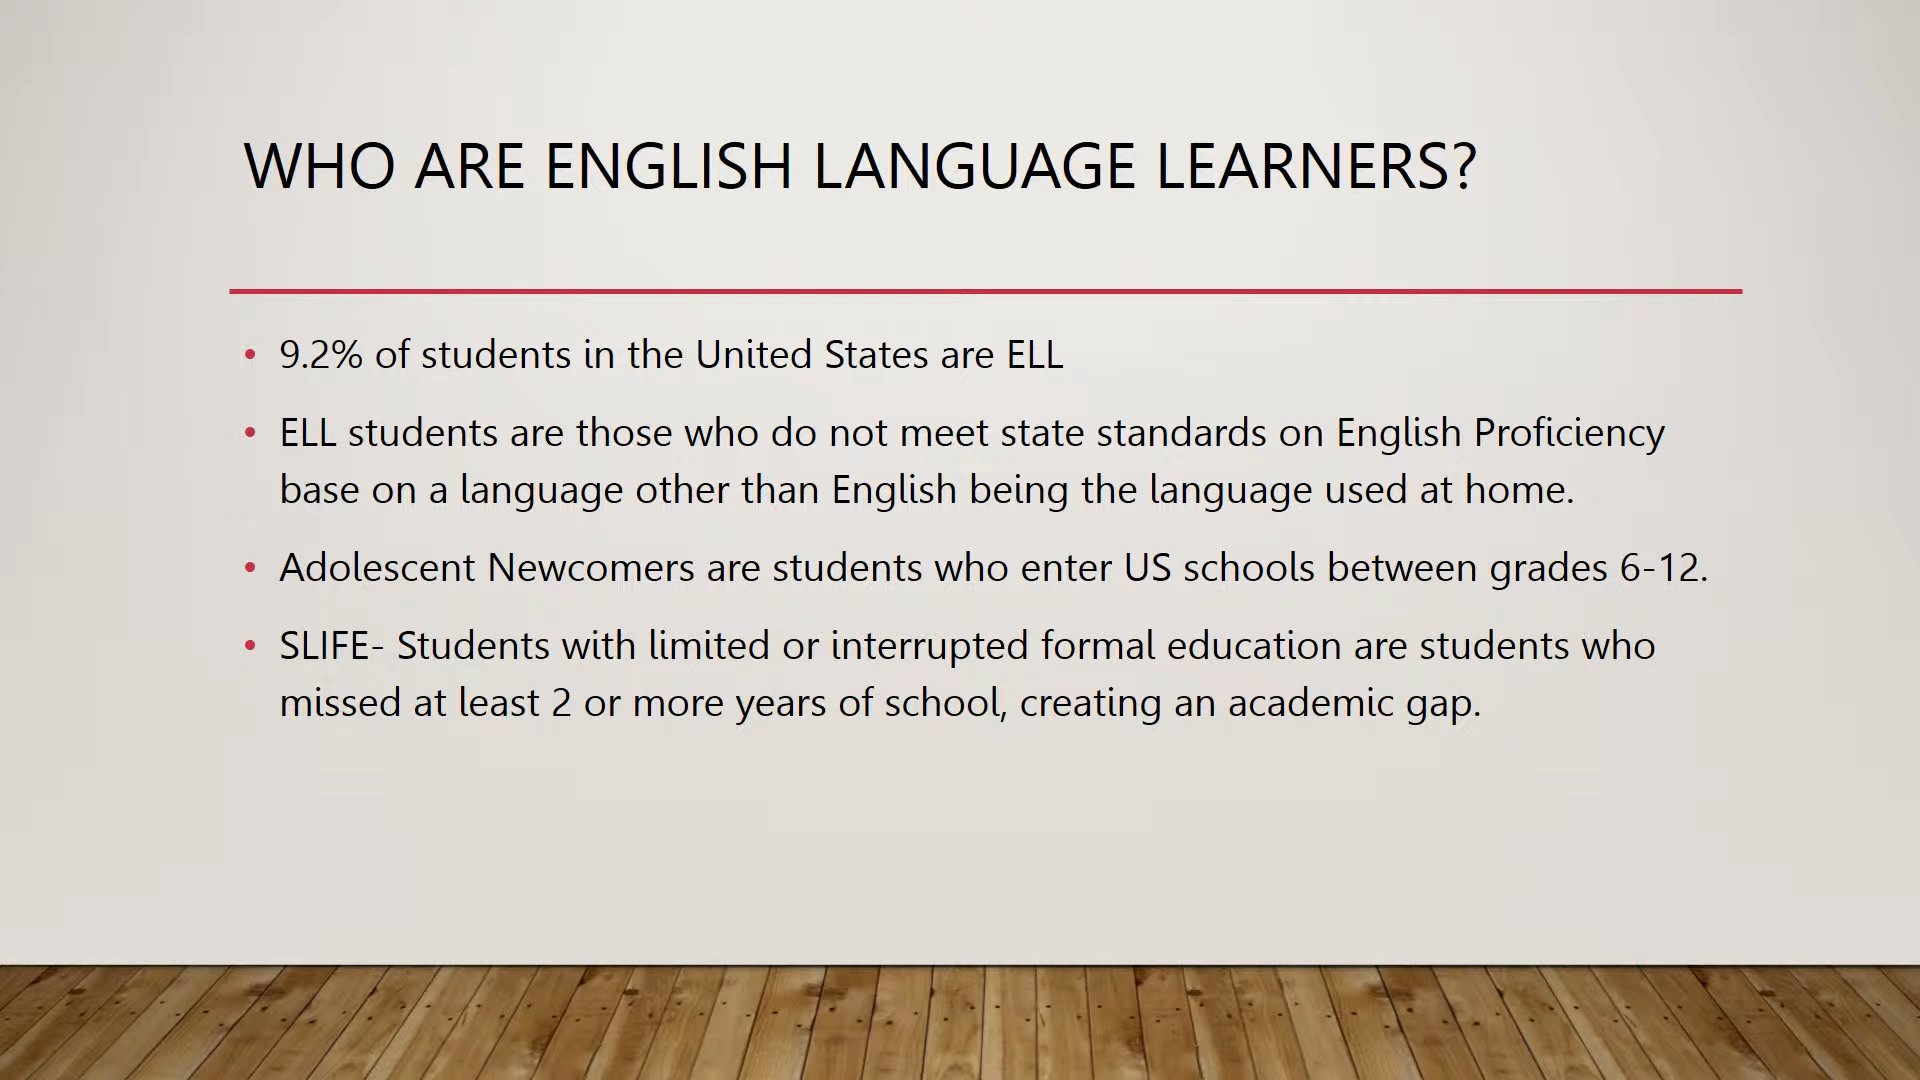 WHO ARE ENGLISH LANGUAGE LEARNERS?
• 9.2% of students in the United States are ELL
• ELL students are those who do not meet state standards on English Proficiency
base on a language other than English being the language used at home.
• Adolescent Newcomers are students who enter US schools between grades 6-12.
• SLIFE- Students with limited or interrupted formal education are students who
missed at least 2 or more years of school, creating an academic gap.